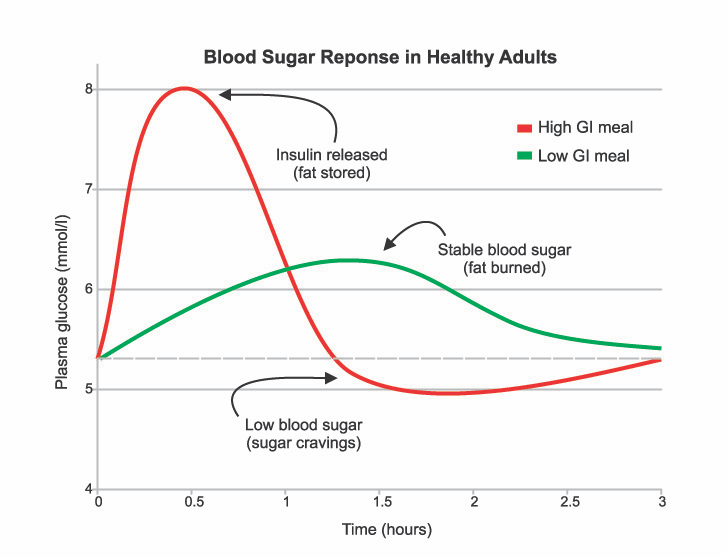 Blood Sugar Reponse in Healthy Adults
8
High GI meal
Insulin released
(fat stored)
Low GI meal
7
Stable blood sugar
(fat burned)
6
Plasma glucose (mmol/l)
5
Low blood sugar
(sugar cravings)
4
0
0.5
1
1.5
2
2.5
3
Time (hours)